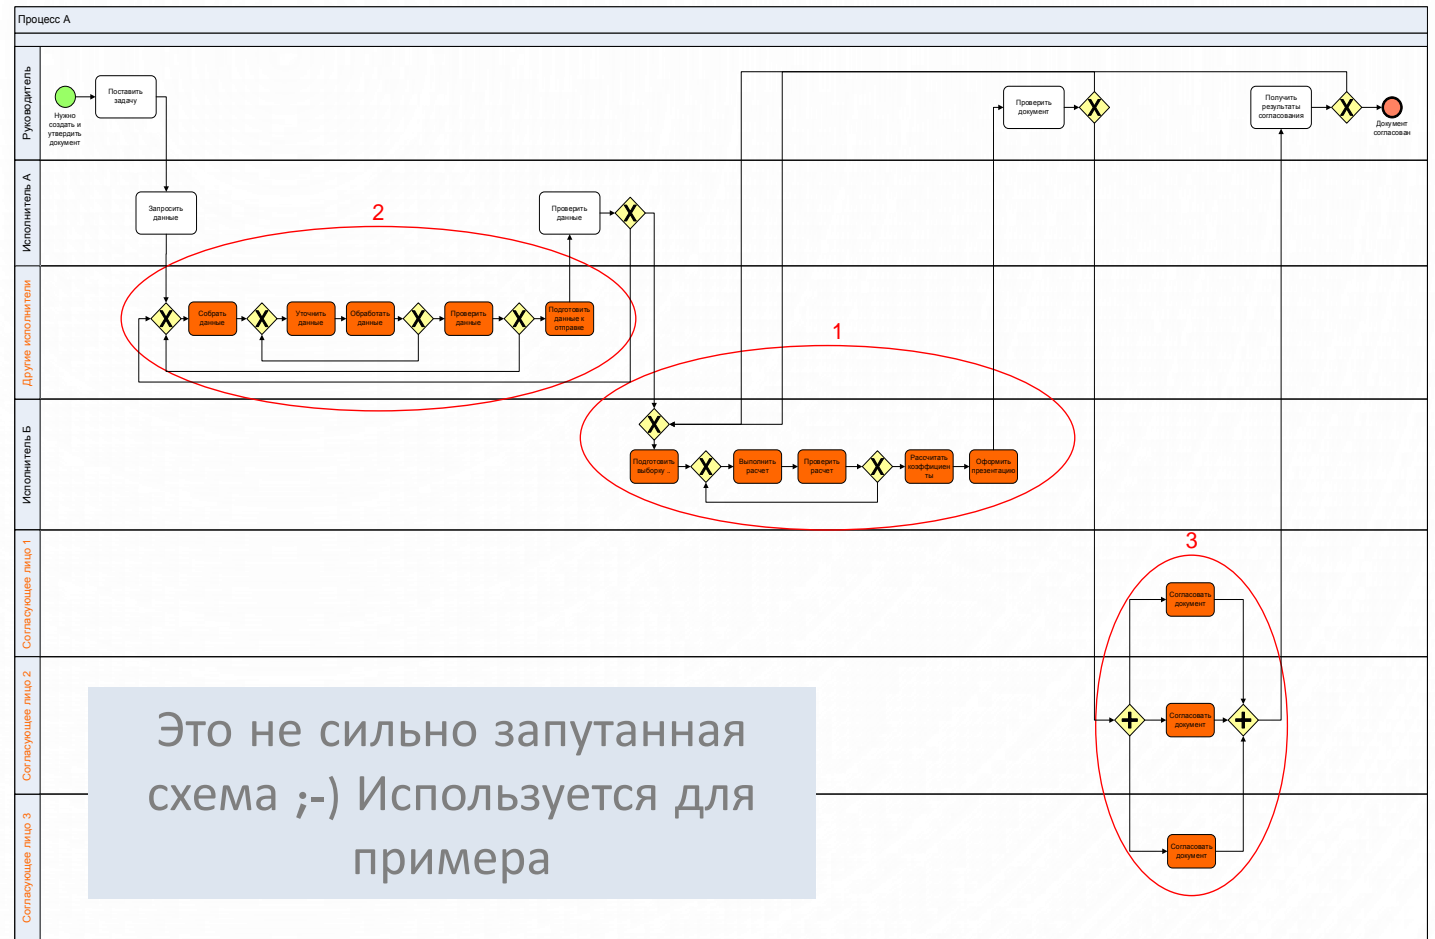 Процесс А
Руководитель
Нужно
создать и
утвердить
документ
Поставить
задачу
Проверить
документ
Получить
результаты
согласования
Документ
согласован
Исполнитель А
Запросить
данные
2
Проверить
данные
Другие исполнители
Собрать
данные
Уточнить
данные
Обработать
данные
Проверить
данные
Подготовить
данные к
отправке
1
Исполнитель Б
Подготовить
выборку ..
Выполнить
расчет
Проверить
расчет
Рассчитать
коэффициен
ты
Оформить
презентацию
Согласующее лицо 1
3
Согласовать
документ
Согласующее лицо 2
Согласовать
документ
Согласующее лицо 3
Согласовать
документ
Это не сильно запутанная
схема ;-) Используется для
примера